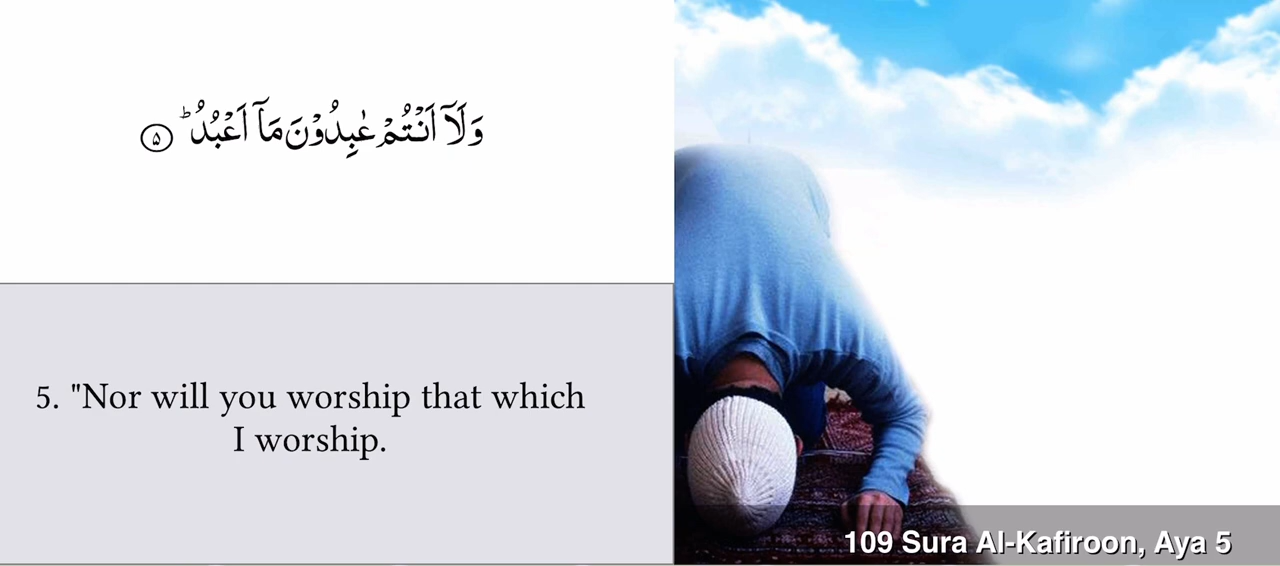 وَلَآ اَنْتُمْ عٰبِدُوْنَ مَآ اَعْبُدُ ؕ ۵
5. "Nor will you worship that which
I worship.
109 Sura Al-Kafiroon, Aya 5